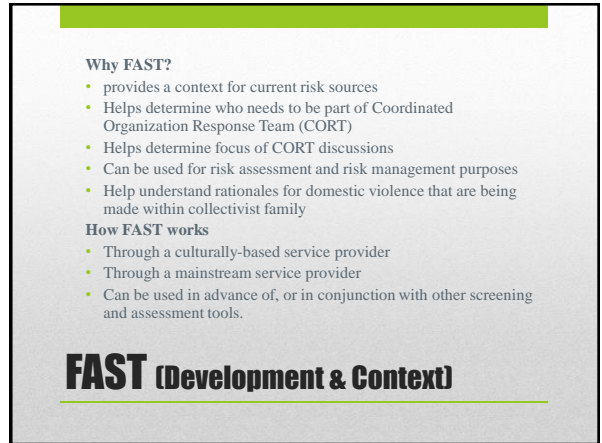 Why FAST?
• provides a context for current risk sources
• Helps determine who needs to be part of Coordinated
Organization Response Team (CORT)
• Helps determine focus of CORT discussions
• Can be used for risk assessment and risk management purposes
• Help understand rationales for domestic violence that are being
made within collectivist family
How FAST works
• Through a culturally-based service provider
• Through a mainstream service provider
• Can be used in advance of, or in conjunction with other screening
and assessment tools.
FAST (Development & Context)